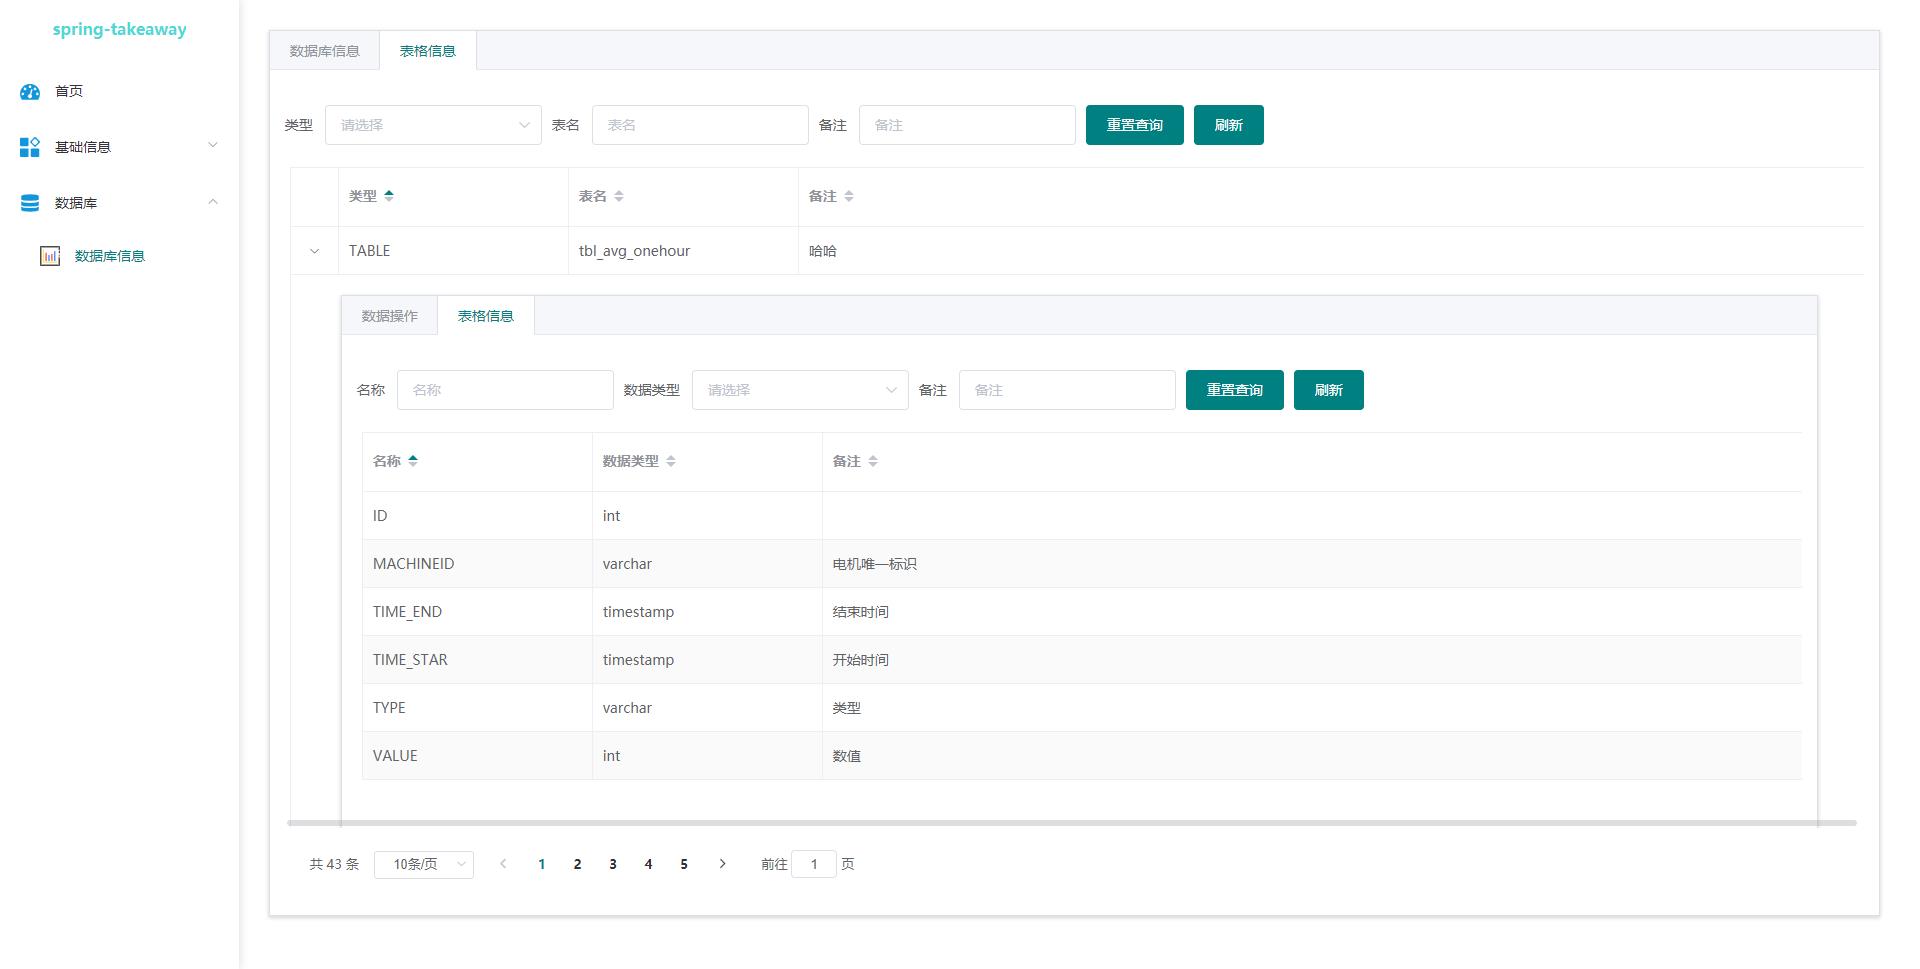 spring-takeaway
首页
基础信息
数据库
数据库信息
数据库信息 表格信息
类型 请选择 表名 表名 备注 备注 重置查询 刷新
类型 表名 备注
TABLE tbl_avg_onehour 哈哈
数据操作 表格信息
名称 名称 数据类型 请选择 备注 备注 重置查询 刷新
名称 数据类型 备注
ID int
MACHINEID varchar 电机唯一标识
TIME_END timestamp 结束时间
TIME_STAR timestamp 开始时间
TYPE varchar 类型
VALUE int 数值
共 43 条 10条/页 1 2 3 4 5 前往 1 页